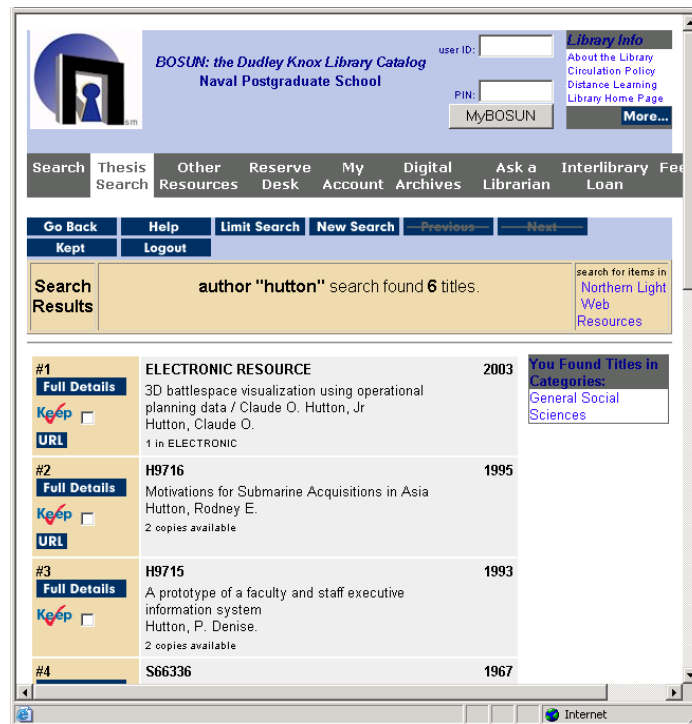 sm
BOSUN: the Dudley Knox Library Catalog
Naval Postgraduate School
user ID:
PIN:
MyBOSUN
Library Info
About the Library
Circulation Policy
Distance Learning
Library Home Page
More...
Search Thesis Other Reserve My Digital Ask a Interlibrary Fee
Search Resources Desk Account Archives Librarian Loan
Go Back Help Limit Search New Search Previous Next
Kept Logout
Search
Results
author "hutton" search found 6 titles.
search for items in
Northern Light
Web
Resources
#1 ELECTRONIC RESOURCE 2003
Full Details
3D battlespace visualization using operational
planning data / Claude O. Hutton, Jr
Hutton, Claude O.
1 in ELECTRONIC
Keep
URL
You Found Titles in
Categories:
General Social
Sciences
#2 H9716 1995
Full Details
Motivations for Submarine Acquisitions in Asia
Hutton, Rodney E.
2 copies available
Keep
URL
#3 H9715 1993
Full Details
A prototype of a faculty and staff executive
information system
Hutton, P. Denise.
2 copies available
Keep
#4 S66336 1967
Internet